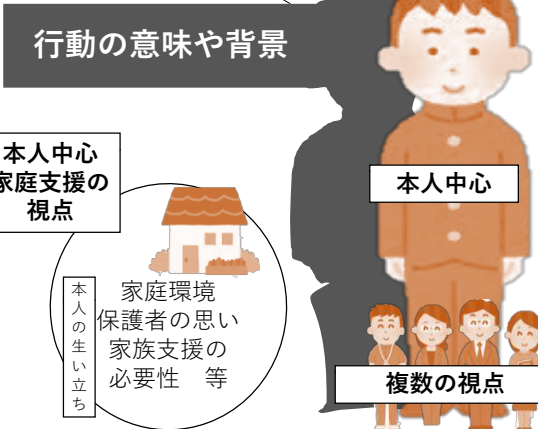 行動の意味や背景
本人中心
家庭支援の
視点
本人中心
本人の生い立ち
家庭環境
保護者の思い
家族支援の
必要性　等
複数の視点